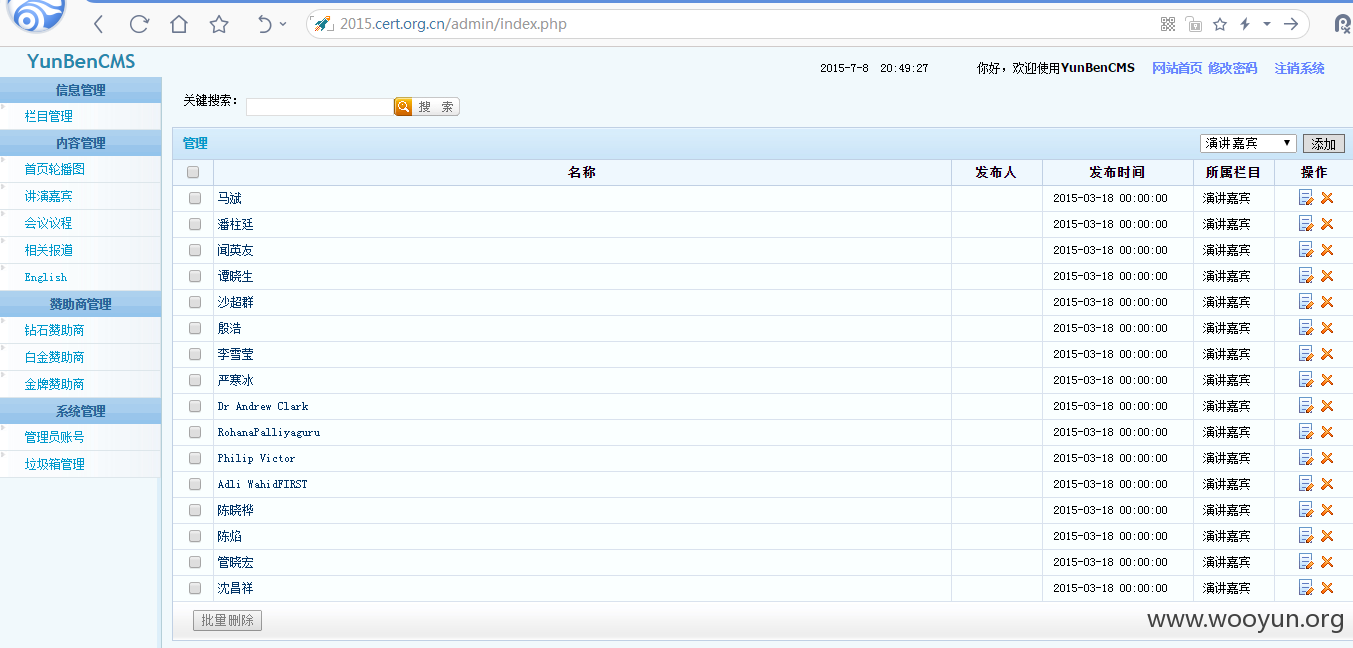 2015.cert.org.cn/admin/index.php
YunBenCMS
2015-7-8 20:49:27 你好，欢迎使用YunBenCMS 网站首页 修改密码 注销系统
信息管理
栏目管理
内容管理
首页轮播图
讲演嘉宾
会议议程
相关报道
English
赞助商管理
钻石赞助商
白金赞助商
金牌赞助商
系统管理
管理员账号
垃圾箱管理
关键搜索： 搜 索
管理 演讲嘉宾 添加
名称 发布人 发布时间 所属栏目 操作
马斌 2015-03-18 00:00:00 演讲嘉宾
潘柱廷 2015-03-18 00:00:00 演讲嘉宾
闻英友 2015-03-18 00:00:00 演讲嘉宾
谭晓生 2015-03-18 00:00:00 演讲嘉宾
沙超群 2015-03-18 00:00:00 演讲嘉宾
殷浩 2015-03-18 00:00:00 演讲嘉宾
李雪莹 2015-03-18 00:00:00 演讲嘉宾
严寒冰 2015-03-18 00:00:00 演讲嘉宾
Dr Andrew Clark 2015-03-18 00:00:00 演讲嘉宾
RohanaPalliyaguru 2015-03-18 00:00:00 演讲嘉宾
Philip Victor 2015-03-18 00:00:00 演讲嘉宾
Adli WahidFIRST 2015-03-18 00:00:00 演讲嘉宾
陈晓桦 2015-03-18 00:00:00 演讲嘉宾
陈焰 2015-03-18 00:00:00 演讲嘉宾
管晓宏 2015-03-18 00:00:00 演讲嘉宾
沈昌祥 2015-03-18 00:00:00 演讲嘉宾
批量删除
www.wooyun.org